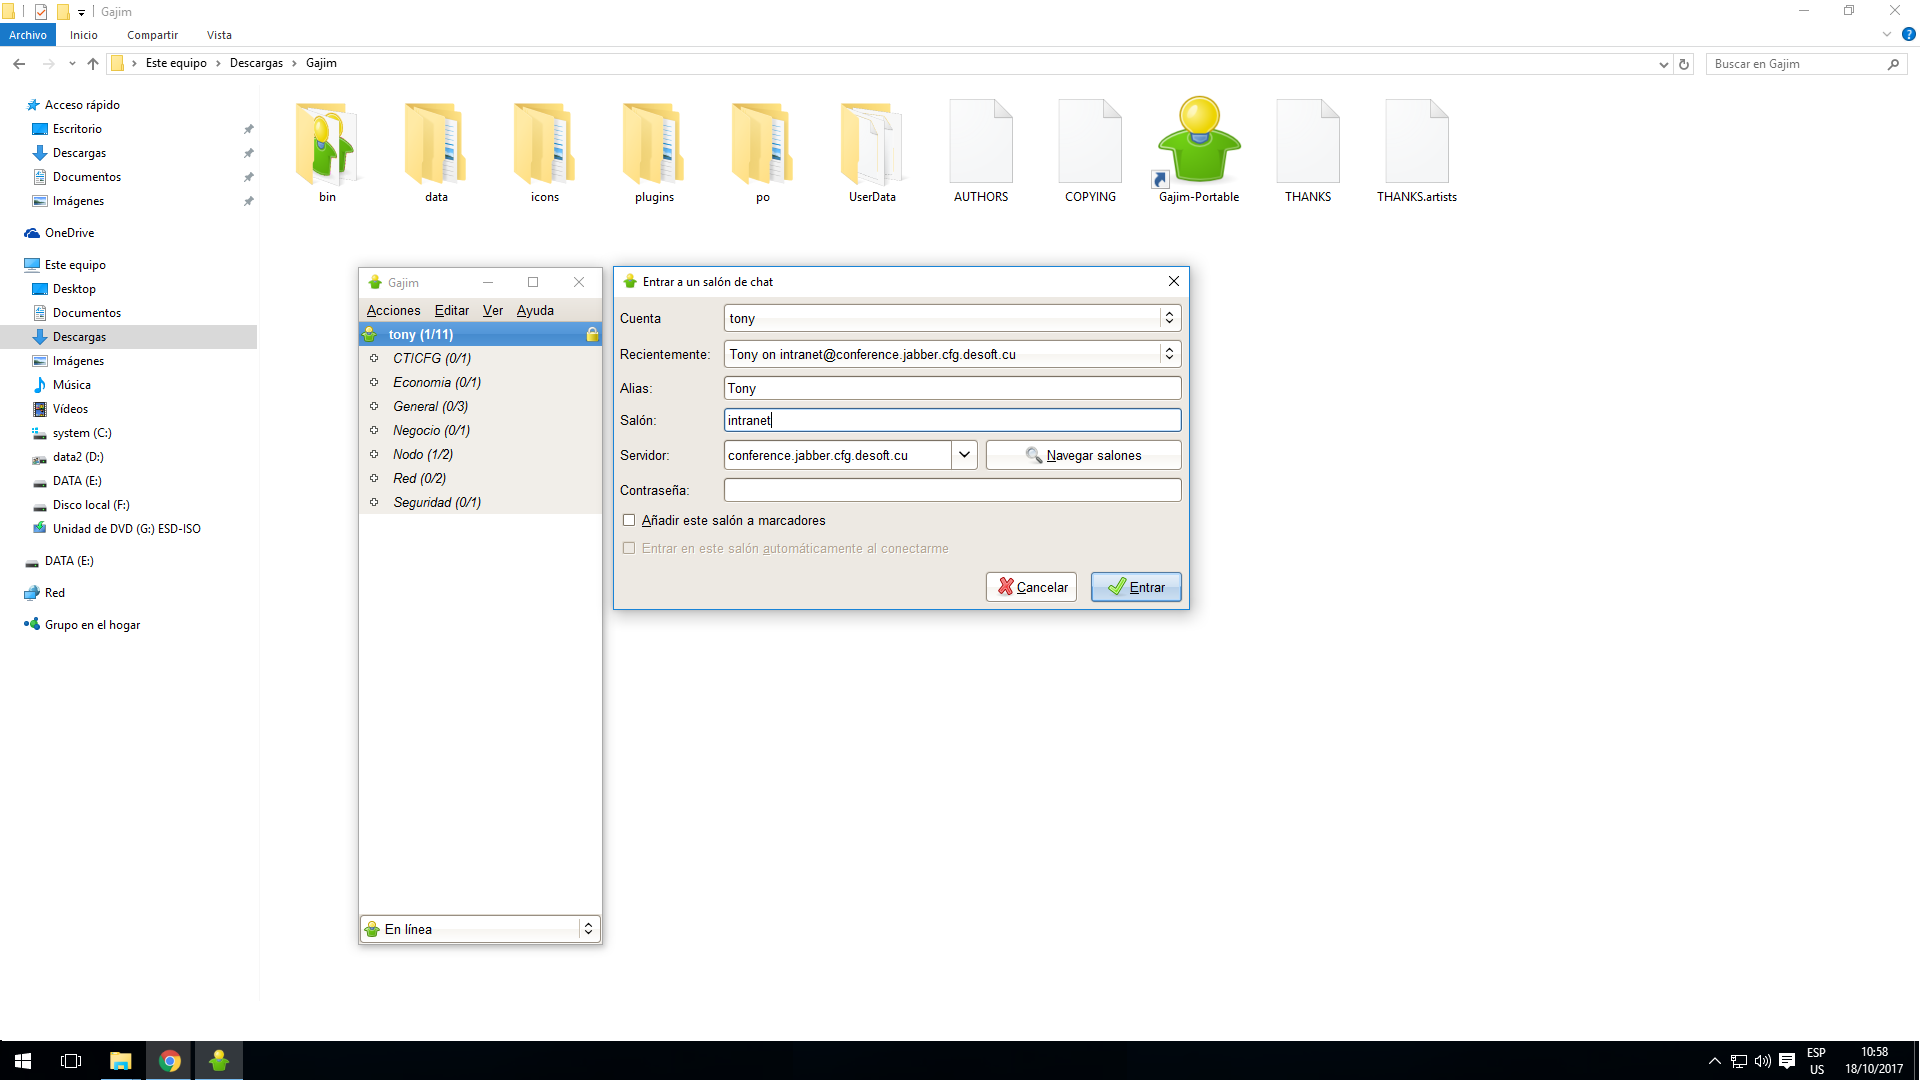 Gajim
Archivo Inicio Compartir Vista
Este equipo Descargas Gajim
Buscar en Gajim
Acceso rápido
Escritorio
Descargas
Documentos
Imágenes
OneDrive
Este equipo
Desktop
Documentos
Descargas
Imágenes
Música
Vídeos
system (C:)
data2 (D:)
DATA (E:)
Disco local (F:)
Unidad de DVD (G:) ESD-ISO
DATA (E:)
Red
Grupo en el hogar
bin data icons plugins po UserData AUTHORS COPYING Gajim-Portable THANKS THANKS.artists
Gajim
Acciones Editar Ver Ayuda
tony (1/11)
CTICFG (0/1)
Economia (0/1)
General (0/3)
Negocio (0/1)
Nodo (1/2)
Red (0/2)
Seguridad (0/1)
En línea
Entrar a un salón de chat
Cuenta tony
Recientemente: Tony on intranet@conference.jabber.cfg.desoft.cu
Alias: Tony
Salón: intranet
Servidor: conference.jabber.cfg.desoft.cu Navegar salones
Contraseña:
Añadir este salón a marcadores
Entrar en este salón automáticamente al conectarme
Cancelar Entrar
ESP
US
10:58
18/10/2017